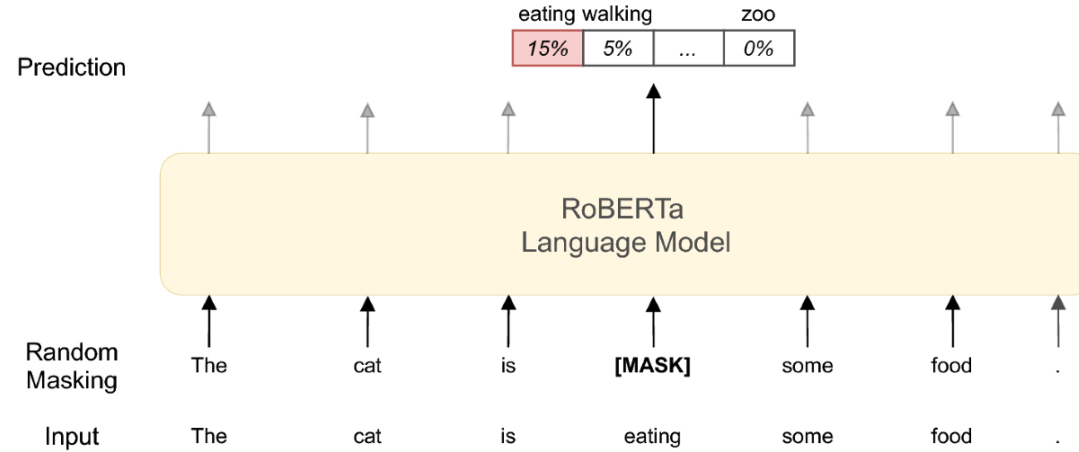 eating walking zoo
15% 5% ... 0%
Prediction
RoBERTa
Language Model
Random
Masking
The cat is [MASK] some food .
Input The cat is eating some food .